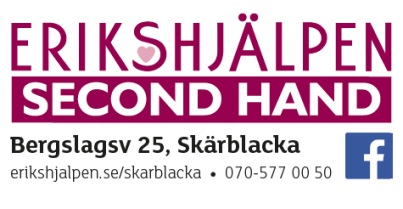 ERIKSHJÄLPEN
SECOND HAND
Bergslagsv 25, Skärblacka
erikshjalpen.se/skarblacka • 070-577 00 50